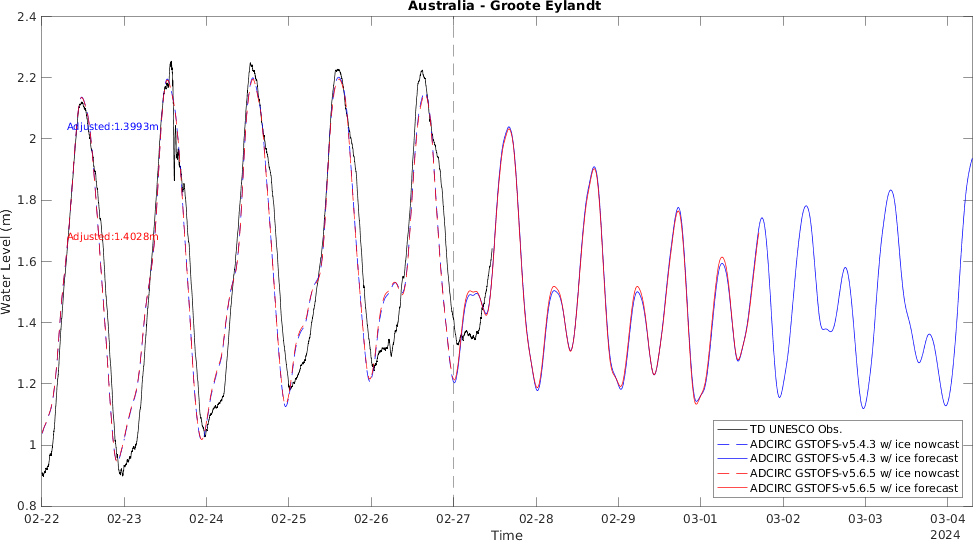 Australia - Groote Eylandt
2.4
2.2
2
1.8
1.6
1.4
1.2
1
0.8
Water Level (m)
Adjusted:1.3993m
Adjusted:1.4028m
TD UNESCO Obs.
ADCIRC GSTOFS-v5.4.3 w/ ice nowcast
ADCIRC GSTOFS-v5.4.3 w/ ice forecast
ADCIRC GSTOFS-v5.6.5 w/ ice nowcast
ADCIRC GSTOFS-v5.6.5 w/ ice forecast
02-22 02-23 02-24 02-25 02-26 02-27 02-28 02-29 03-01 03-02 03-03 03-04
Time 2024